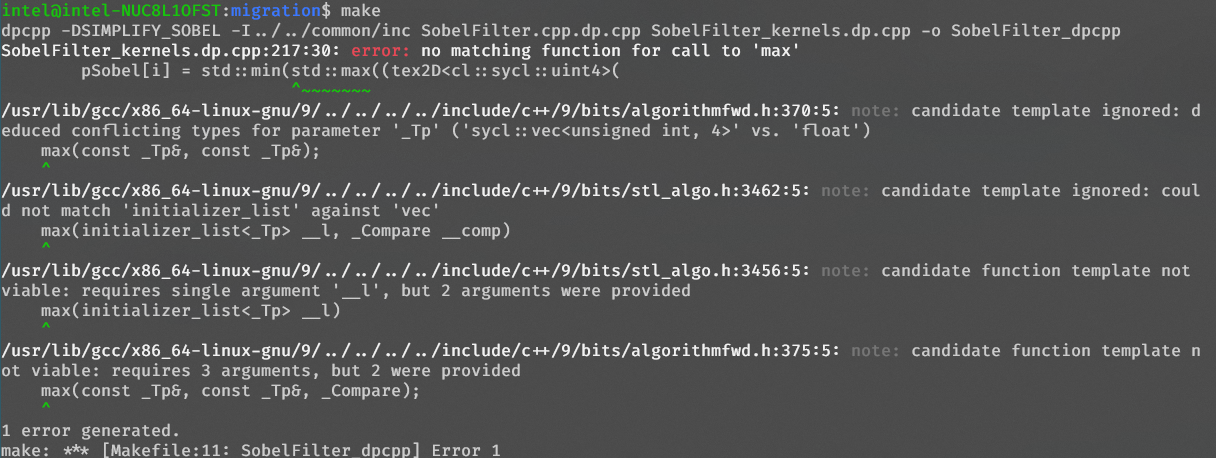 intel@intel-NUC8L10FST:migration$ make
dpcpp -DSIMPLIFY_SOBEL -I../../common/inc SobelFilter.cpp.dp.cpp SobelFilter_kernels.dp.cpp -o SobelFilter_dpcpp
SobelFilter_kernels.dp.cpp:217:30: error: no matching function for call to 'max'
        pSobel[i] = std::min(std::max((tex2D<cl::sycl::uint4>(
                             ^~~~~~~~
/usr/lib/gcc/x86_64-linux-gnu/9/../../../../include/c++/9/bits/algorithmfwd.h:370:5: note: candidate template ignored: d
educed conflicting types for parameter '_Tp' ('sycl::vec<unsigned int, 4>' vs. 'float')
    max(const _Tp&, const _Tp&);
    ^
/usr/lib/gcc/x86_64-linux-gnu/9/../../../../include/c++/9/bits/stl_algo.h:3462:5: note: candidate template ignored: coul
d not match 'initializer_list' against 'vec'
    max(initializer_list<_Tp> __l, _Compare __comp)
    ^
/usr/lib/gcc/x86_64-linux-gnu/9/../../../../include/c++/9/bits/stl_algo.h:3456:5: note: candidate function template not
viable: requires single argument '__l', but 2 arguments were provided
    max(initializer_list<_Tp> __l)
    ^
/usr/lib/gcc/x86_64-linux-gnu/9/../../../../include/c++/9/bits/algorithmfwd.h:375:5: note: candidate function template n
ot viable: requires 3 arguments, but 2 were provided
    max(const _Tp&, const _Tp&, _Compare);
    ^
1 error generated.
make: *** [Makefile:11: SobelFilter_dpcpp] Error 1